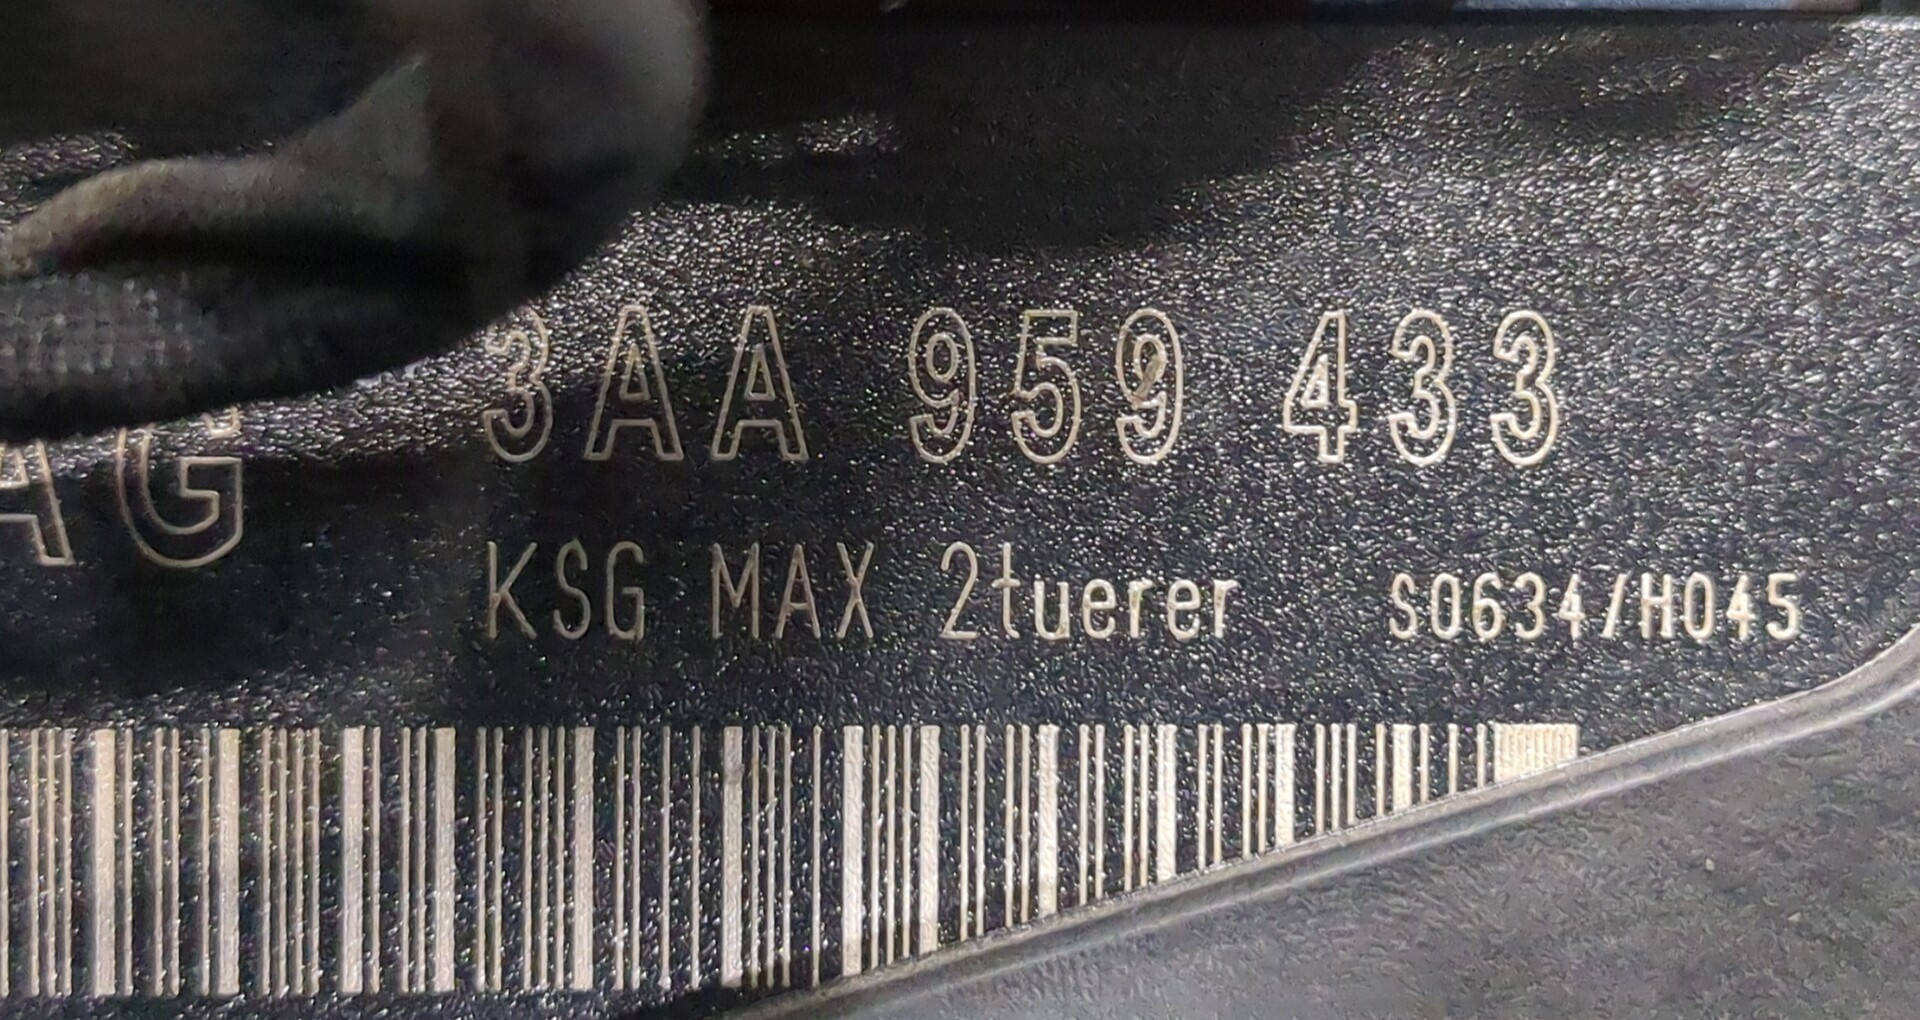 3AA 959 433
AG
KSG MAX 2tuerer S0634/H045